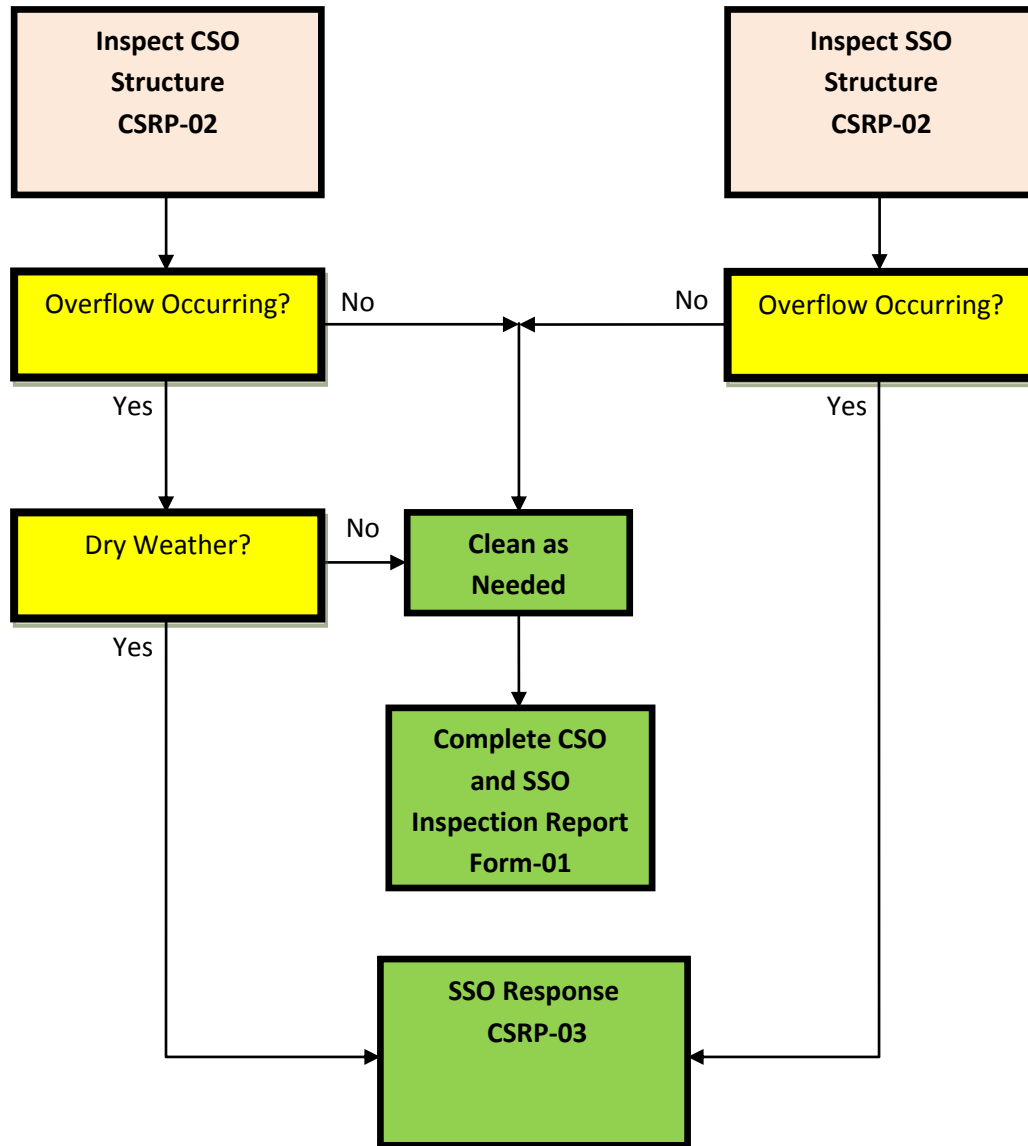 Inspect CSO
Structure
CSRP-02
Inspect SSO
Structure
CSRP-02
Overflow Occurring?
No
No
Overflow Occurring?
Yes
Yes
Dry Weather?
No
Clean as
Needed
Yes
Complete CSO
and SSO
Inspection Report
Form-01
SSO Response
CSRP-03